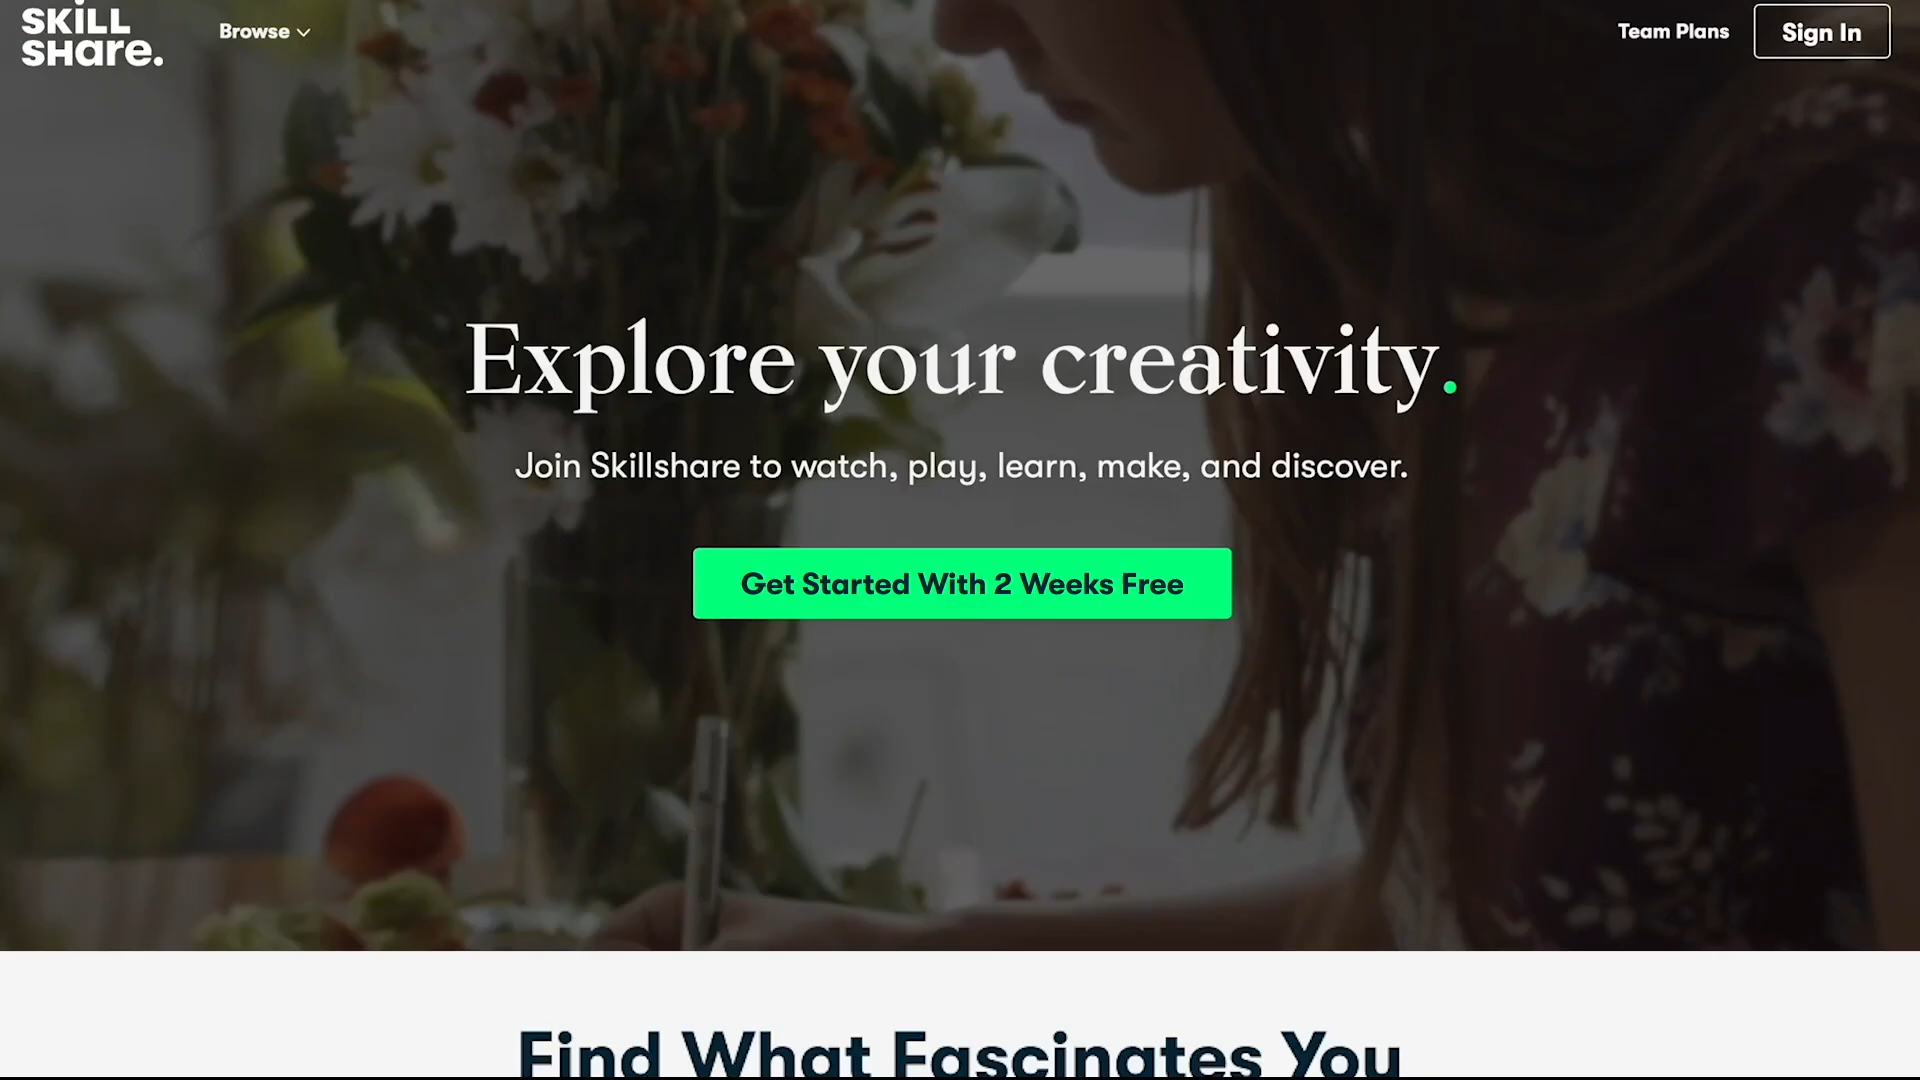 SKILL
SHare.
Browse
Team Plans
Sign In
Explore your creativity.
Join Skillshare to watch, play, learn, make, and discover.
Get Started With 2 Weeks Free
Find What Fascinates You